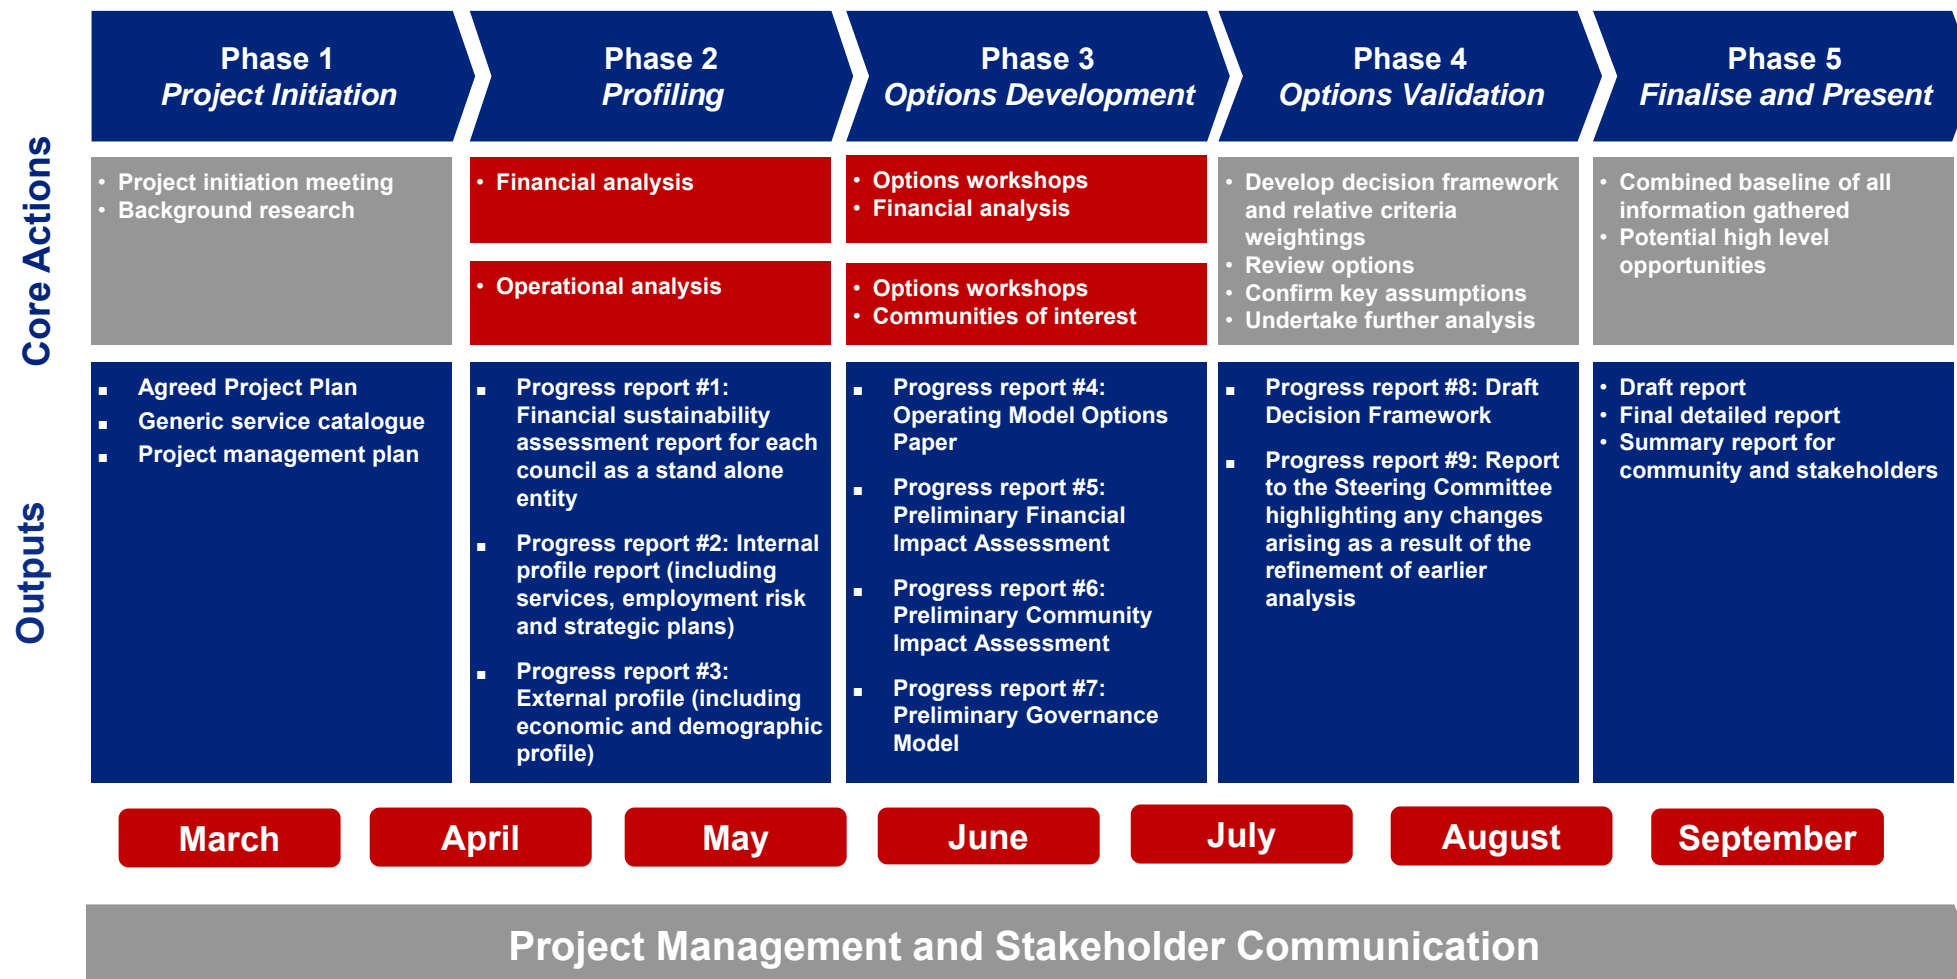 Phase 1
Project Initiation
Phase 2
Profiling
Phase 3
Options Development
Phase 4
Options Validation
Phase 5
Finalise and Present
Core Actions
• Project initiation meeting
• Background research
• Financial analysis
• Operational analysis
• Options workshops
• Financial analysis
• Options workshops
• Communities of interest
• Develop decision framework
and relative criteria
weightings
• Review options
• Confirm key assumptions
• Undertake further analysis
• Combined baseline of all
information gathered
• Potential high level
opportunities
Outputs
▪ Agreed Project Plan
▪ Generic service catalogue
▪ Project management plan
▪ Progress report #1:
Financial sustainability
assessment report for each
council as a stand alone
entity
▪ Progress report #2: Internal
profile report (including
services, employment risk
and strategic plans)
▪ Progress report #3:
External profile (including
economic and demographic
profile)
▪ Progress report #4:
Operating Model Options
Paper
▪ Progress report #5:
Preliminary Financial
Impact Assessment
▪ Progress report #6:
Preliminary Community
Impact Assessment
▪ Progress report #7:
Preliminary Governance
Model
▪ Progress report #8: Draft
Decision Framework
▪ Progress report #9: Report
to the Steering Committee
highlighting any changes
arising as a result of the
refinement of earlier
analysis
• Draft report
• Final detailed report
• Summary report for
community and stakeholders
March
April
May
June
July
August
September
Project Management and Stakeholder Communication